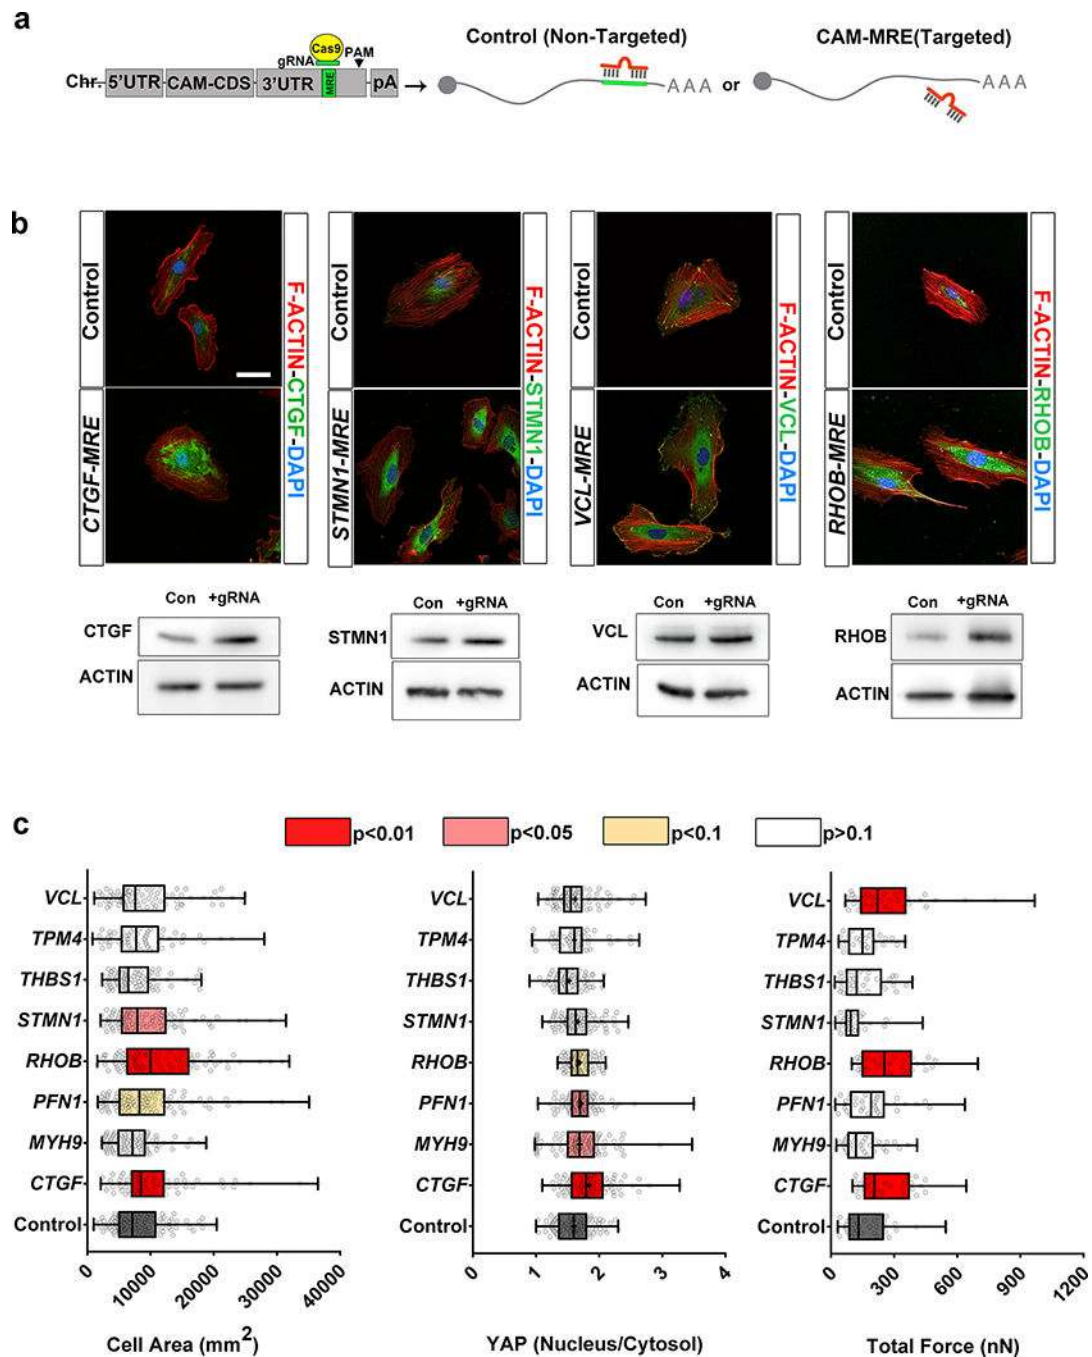 a
Cas9
gRNA PAM
Chr. 5'UTR CAM-CDS 3'UTR MRE pA
Control (Non-Targeted)
AAA
or
CAM-MRE(Targeted)
AAA
b
Control
CTGF-MRE
F-ACTIN-CTGF-DAPI
Control
STMN1-MRE
F-ACTIN-STMN1-DAPI
Control
VCL-MRE
F-ACTIN-VCL-DAPI
Control
RHOB-MRE
F-ACTIN-RHOB-DAPI
Con +gRNA
CTGF
ACTIN
Con +gRNA
STMN1
ACTIN
Con +gRNA
VCL
ACTIN
Con +gRNA
RHOB
ACTIN
c
p<0.01 p<0.05 p<0.1 p>0.1
VCL
TPM4
THBS1
STMN1
RHOB
PFN1
MYH9
CTGF
Control
0 10000 20000 30000 40000
Cell Area (mm2)
VCL
TPM4
THBS1
STMN1
RHOB
PFN1
MYH9
CTGF
Control
0 1 2 3 4
YAP (Nucleus/Cytosol)
VCL
TPM4
THBS1
STMN1
RHOB
PFN1
MYH9
CTGF
Control
0 300 600 900 1200
Total Force (nN)